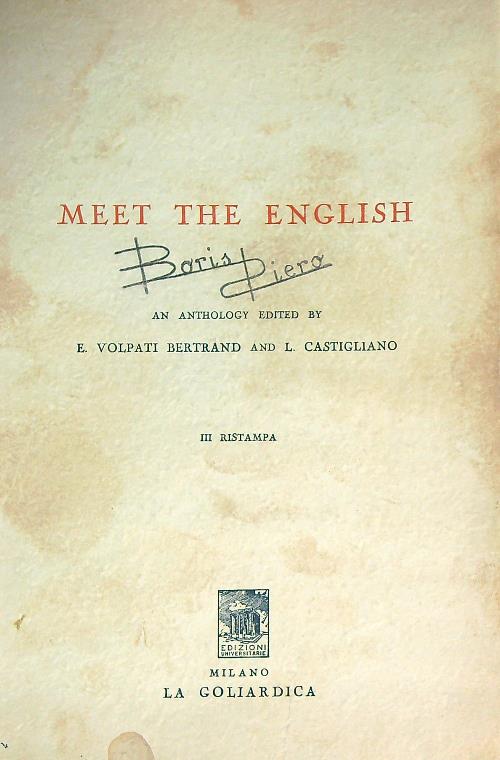 MEET THE ENGLISH
Boris Piero
AN ANTHOLOGY EDITED BY
E. VOLPATI BERTRAND AND L. CASTIGLIANO
III RISTAMPA
EDIZIONI
UNIVERSITARIE
MILANO
LA GOLIARDICA